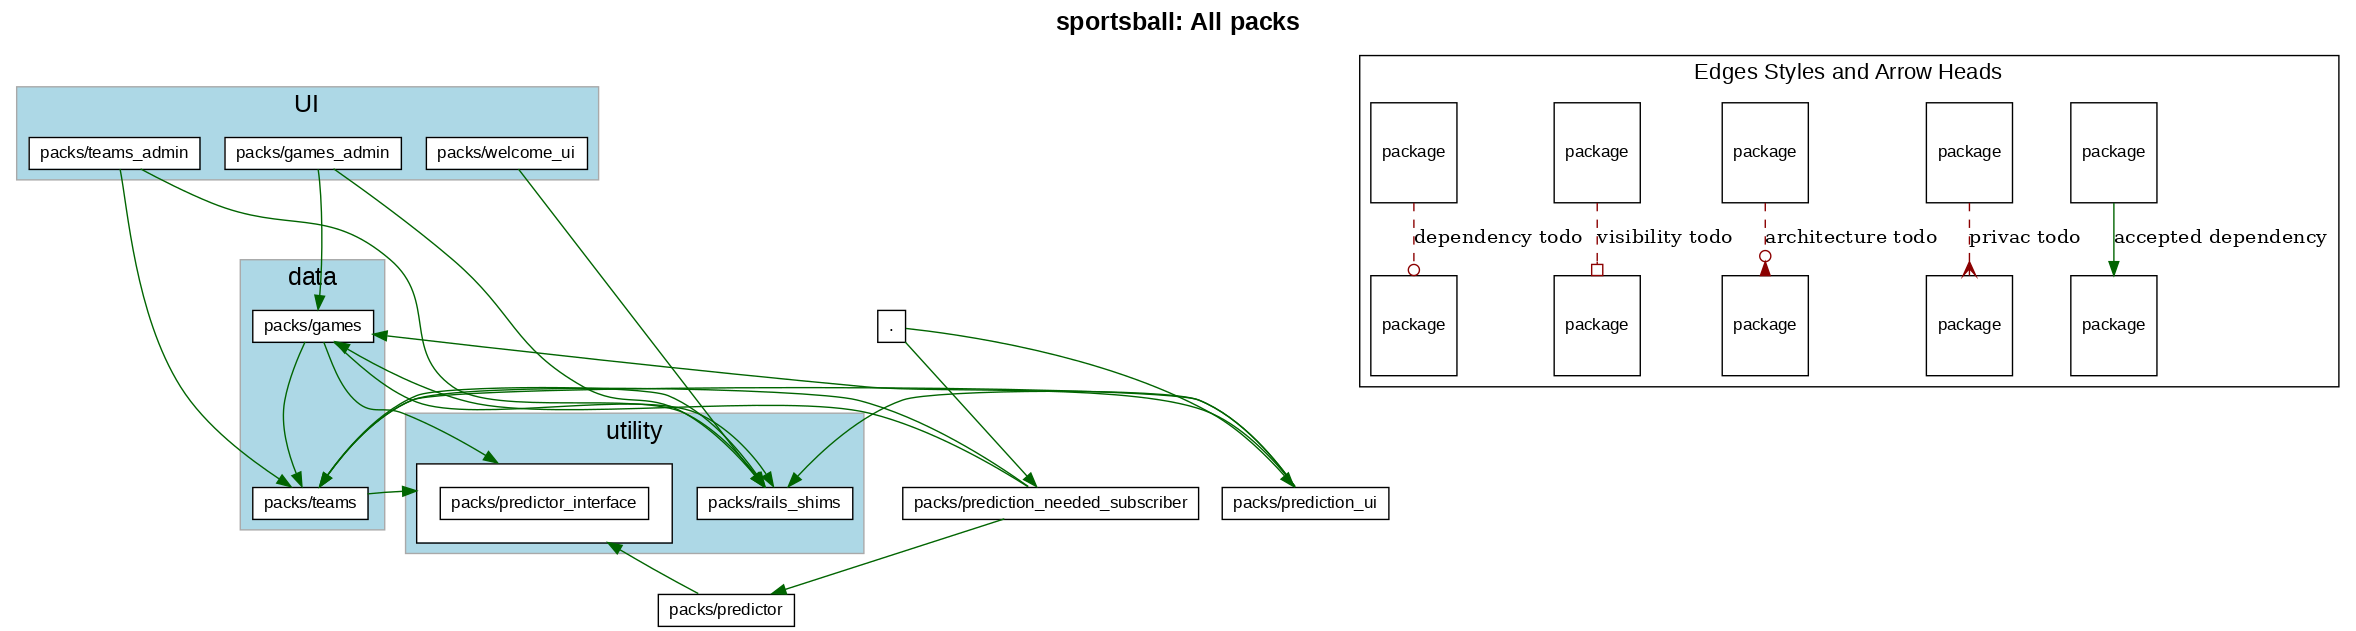 sportsball: All packs
UI
packs/teams_admin
packs/games_admin
packs/welcome_ui
data
packs/games
packs/teams
utility
packs/predictor_interface
packs/rails_shims
.
packs/prediction_needed_subscriber
packs/prediction_ui
packs/predictor
Edges Styles and Arrow Heads
package
package
package
package
package
dependency todo
visibility todo
architecture todo
privac todo
accepted dependency
package
package
package
package
package